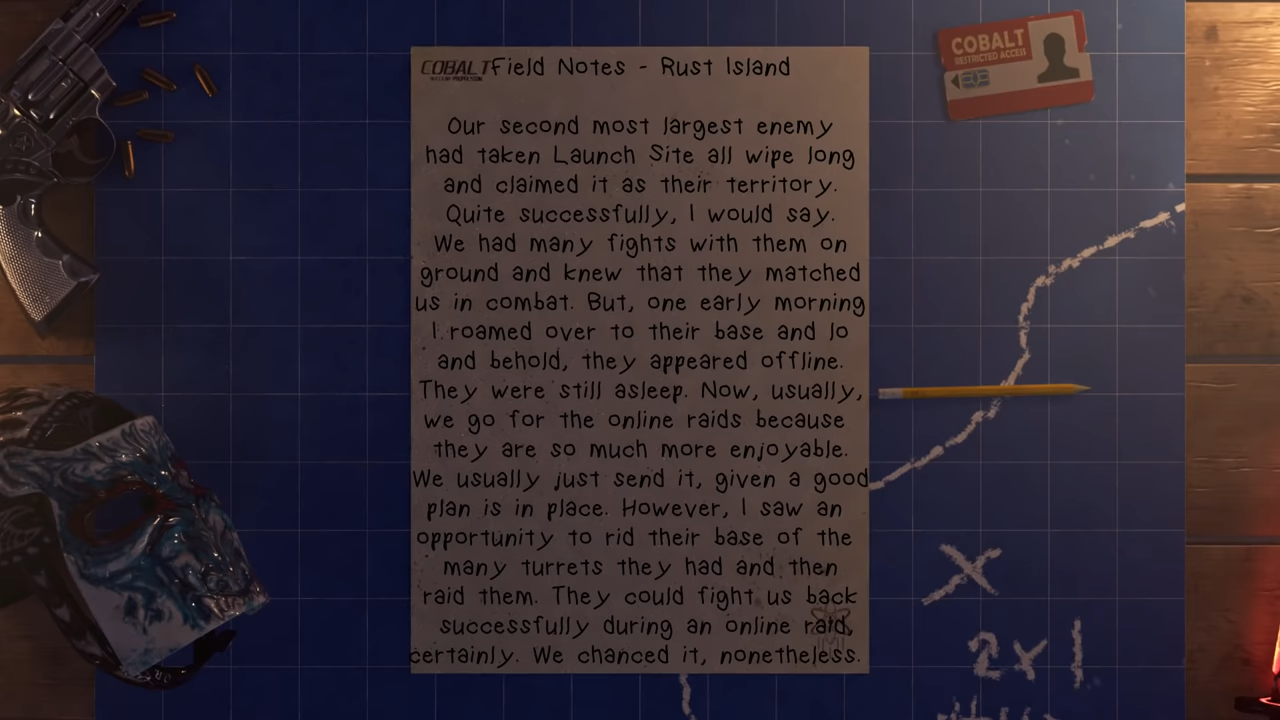 COBALT
NUCLEAR PROPULSION
Field Notes - Rust Island
Our second most largest enemy
had taken Launch Site all wipe long
and claimed it as their territory.
Quite successfully, I would say.
We had many fights with them on
ground and knew that they matched
us in combat. But, one early morning
I roamed over to their base and lo
and behold, they appeared offline.
They were still asleep. Now, usually,
we go for the online raids because
they are so much more enjoyable.
We usually just send it, given a good
plan is in place. However, I saw an
opportunity to rid their base of the
many turrets they had and then
raid them. They could fight us back
successfully during an online raid,
certainly. We chanced it, nonetheless.
COBALT
RESTRICTED ACCESS
X
2x1